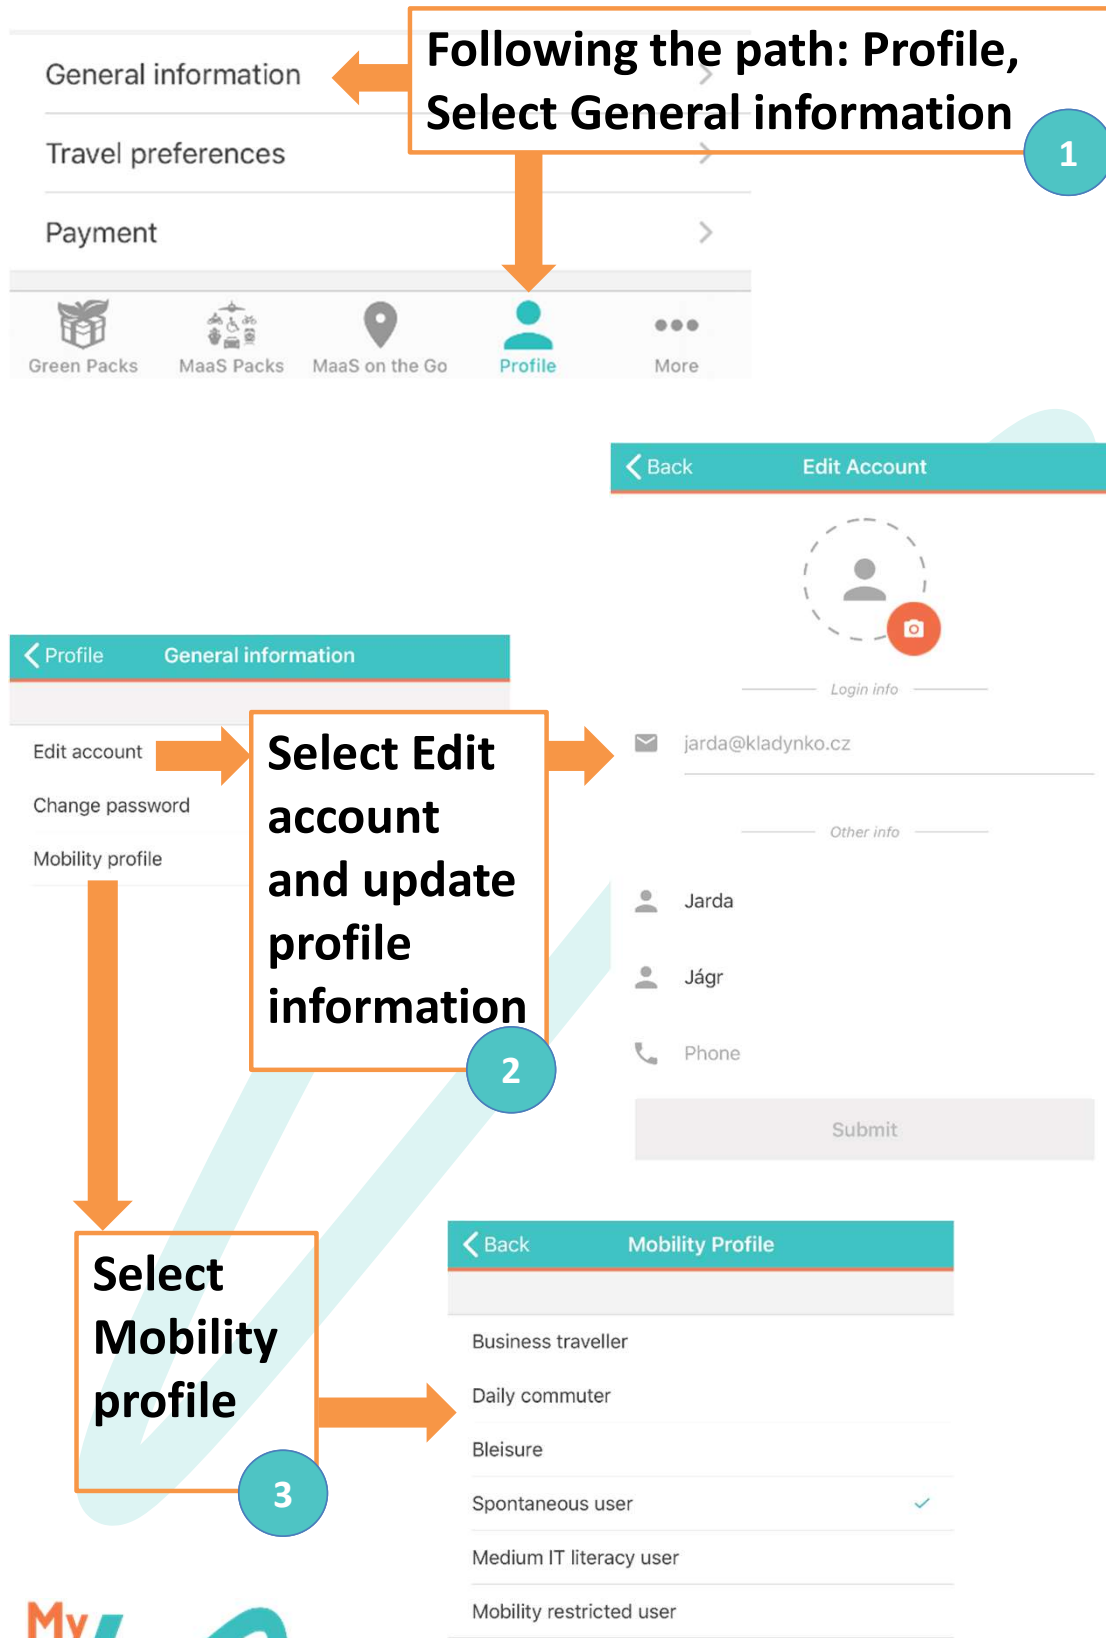 Following the path: Profile,
Select General information
1
General information
Travel preferences
Payment
Green Packs
MaaS Packs
MaaS on the Go
Profile
More
Back
Edit Account
Login info
jarda@kladynko.cz
Other info
Jarda
Jágr
Phone
Submit
Profile
General information
Edit account
Change password
Mobility profile
Select Edit
account
and update
profile
information
2
Select
Mobility
profile
3
Back
Mobility Profile
Business traveller
Daily commuter
Bleisure
Spontaneous user
Medium IT literacy user
Mobility restricted user
My